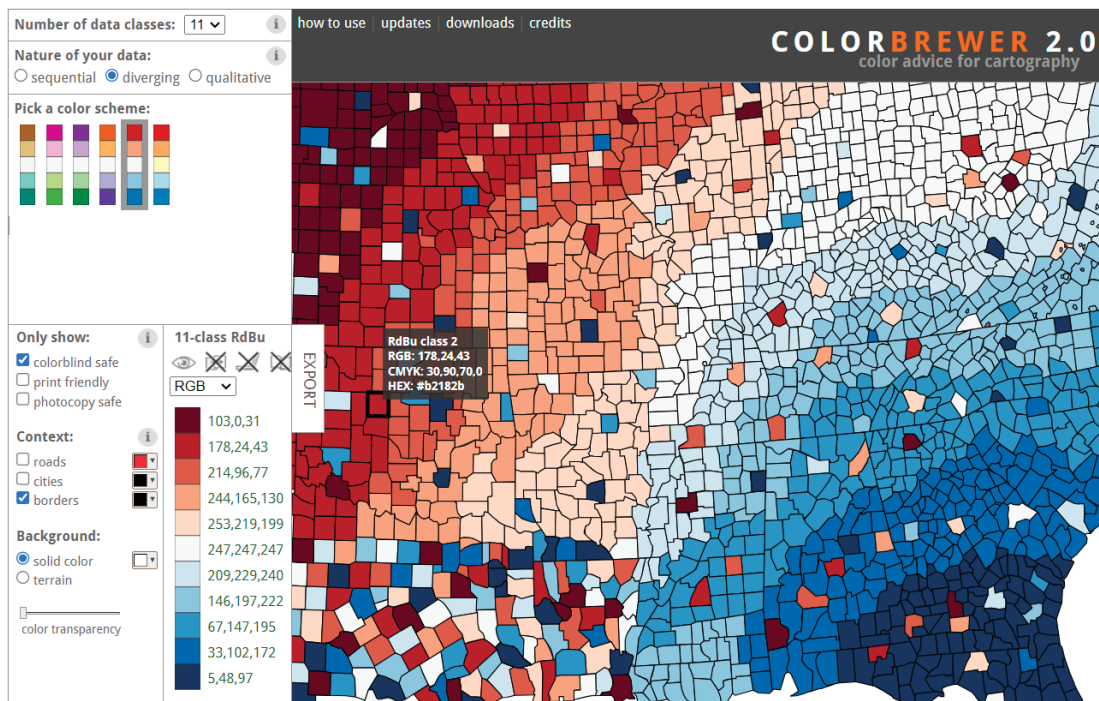 Number of data classes: 11 i
how to use | updates | downloads | credits
COLORBREWER 2.0
color advice for cartography
Nature of your data: i
sequential diverging qualitative
Pick a color scheme:
Only show: i
colorblind safe
print friendly
photocopy safe
Context: i
roads
cities
borders
Background:
solid color
terrain
color transparency
11-class RdBu
RGB
103,0,31
178,24,43
214,96,77
244,165,130
253,219,199
247,247,247
209,229,240
146,197,222
67,147,195
33,102,172
5,48,97
EXPORT
RdBu class 2
RGB: 178,24,43
CMYK: 30,90,70,0
HEX: #b2182b